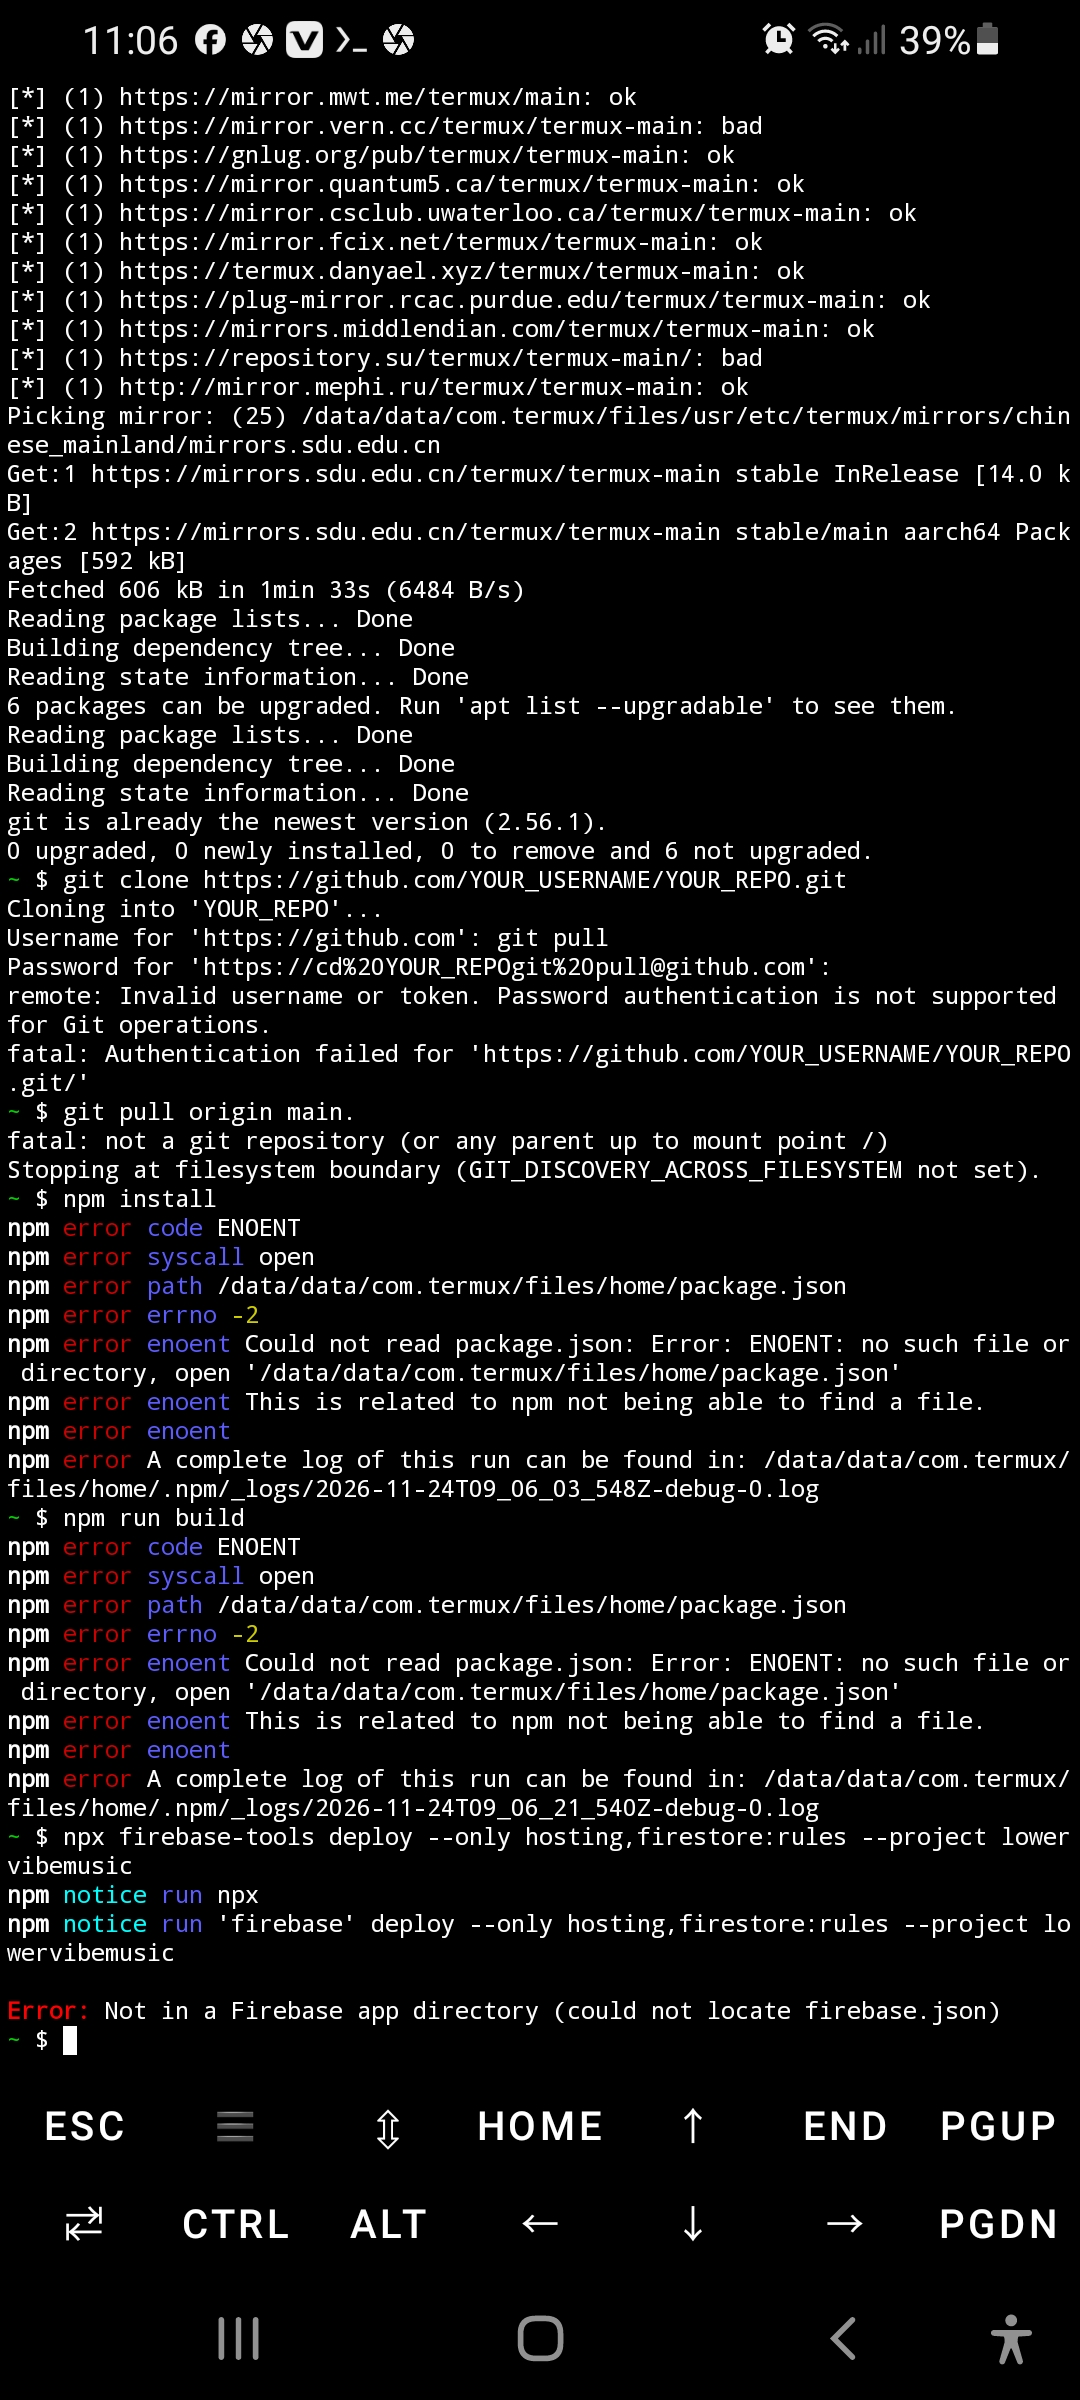 11:06 39%
[*] (1) https://mirror.mwt.me/termux/main: ok
[*] (1) https://mirror.vern.cc/termux/termux-main: bad
[*] (1) https://gnlug.org/pub/termux/termux-main: ok
[*] (1) https://mirror.quantum5.ca/termux/termux-main: ok
[*] (1) https://mirror.csclub.uwaterloo.ca/termux/termux-main: ok
[*] (1) https://mirror.fcix.net/termux/termux-main: ok
[*] (1) https://termux.danyael.xyz/termux/termux-main: ok
[*] (1) https://plug-mirror.rcac.purdue.edu/termux/termux-main: ok
[*] (1) https://mirrors.middlendian.com/termux/termux-main: ok
[*] (1) https://repository.su/termux/termux-main/: bad
[*] (1) http://mirror.mephi.ru/termux/termux-main: ok
Picking mirror: (25) /data/data/com.termux/files/usr/etc/termux/mirrors/chin
ese_mainland/mirrors.sdu.edu.cn
Get:1 https://mirrors.sdu.edu.cn/termux/termux-main stable InRelease [14.0 k
B]
Get:2 https://mirrors.sdu.edu.cn/termux/termux-main stable/main aarch64 Pack
ages [592 kB]
Fetched 606 kB in 1min 33s (6484 B/s)
Reading package lists... Done
Building dependency tree... Done
Reading state information... Done
6 packages can be upgraded. Run 'apt list --upgradable' to see them.
Reading package lists... Done
Building dependency tree... Done
Reading state information... Done
git is already the newest version (2.56.1).
0 upgraded, 0 newly installed, 0 to remove and 6 not upgraded.
~ $ git clone https://github.com/YOUR_USERNAME/YOUR_REPO.git
Cloning into 'YOUR_REPO'...
Username for 'https://github.com': git pull
Password for 'https://cd%20YOUR_REPOgit%20pull@github.com':
remote: Invalid username or token. Password authentication is not supported
for Git operations.
fatal: Authentication failed for 'https://github.com/YOUR_USERNAME/YOUR_REPO
.git/'
~ $ git pull origin main.
fatal: not a git repository (or any parent up to mount point /)
Stopping at filesystem boundary (GIT_DISCOVERY_ACROSS_FILESYSTEM not set).
~ $ npm install
npm error code ENOENT
npm error syscall open
npm error path /data/data/com.termux/files/home/package.json
npm error errno -2
npm error enoent Could not read package.json: Error: ENOENT: no such file or
 directory, open '/data/data/com.termux/files/home/package.json'
npm error enoent This is related to npm not being able to find a file.
npm error enoent
npm error A complete log of this run can be found in: /data/data/com.termux/
files/home/.npm/_logs/2026-11-24T09_06_03_548Z-debug-0.log
~ $ npm run build
npm error code ENOENT
npm error syscall open
npm error path /data/data/com.termux/files/home/package.json
npm error errno -2
npm error enoent Could not read package.json: Error: ENOENT: no such file or
 directory, open '/data/data/com.termux/files/home/package.json'
npm error enoent This is related to npm not being able to find a file.
npm error enoent
npm error A complete log of this run can be found in: /data/data/com.termux/
files/home/.npm/_logs/2026-11-24T09_06_21_540Z-debug-0.log
~ $ npx firebase-tools deploy --only hosting,firestore:rules --project lower
vibemusic
npm notice run npx
npm notice run 'firebase' deploy --only hosting,firestore:rules --project lo
wervibemusic
Error: Not in a Firebase app directory (could not locate firebase.json)
~ $
ESC HOME ↑ END PGUP
CTRL ALT ← ↓ → PGDN